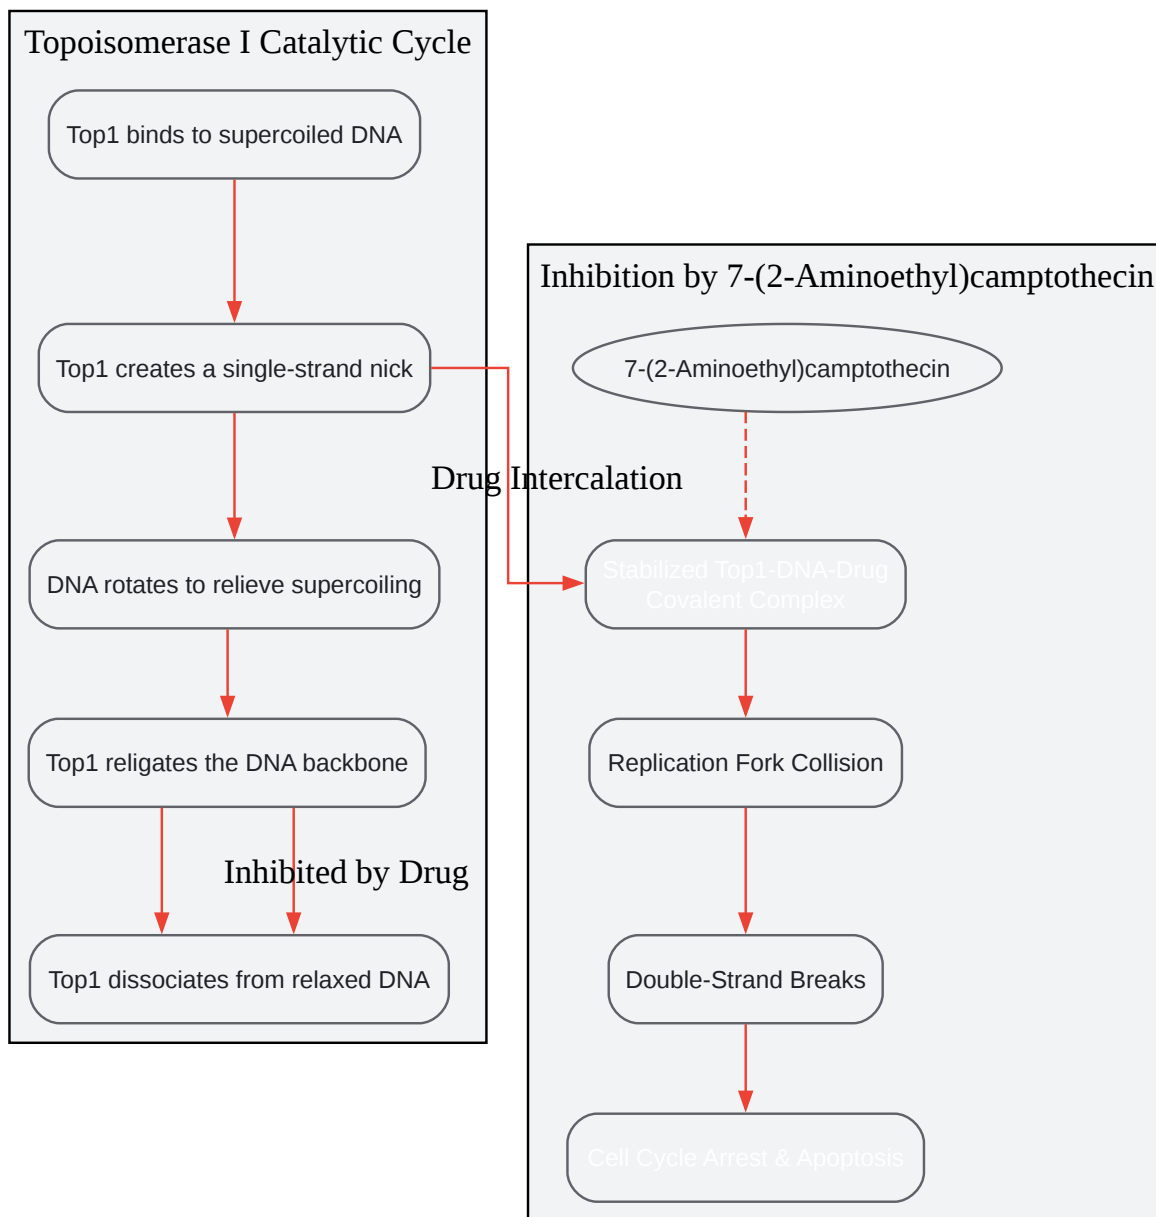 Topoisomerase I Catalytic Cycle
Top1 binds to supercoiled DNA
Top1 creates a single-strand nick
Drug Intercalation
DNA rotates to relieve supercoiling
Top1 religates the DNA backbone
Inhibited by Drug
Top1 dissociates from relaxed DNA
Inhibition by 7-(2-Aminoethyl)camptothecin
7-(2-Aminoethyl)camptothecin
Stabilized Top1-DNA-Drug
Covalent Complex
Replication Fork Collision
Double-Strand Breaks
Cell Cycle Arrest & Apoptosis